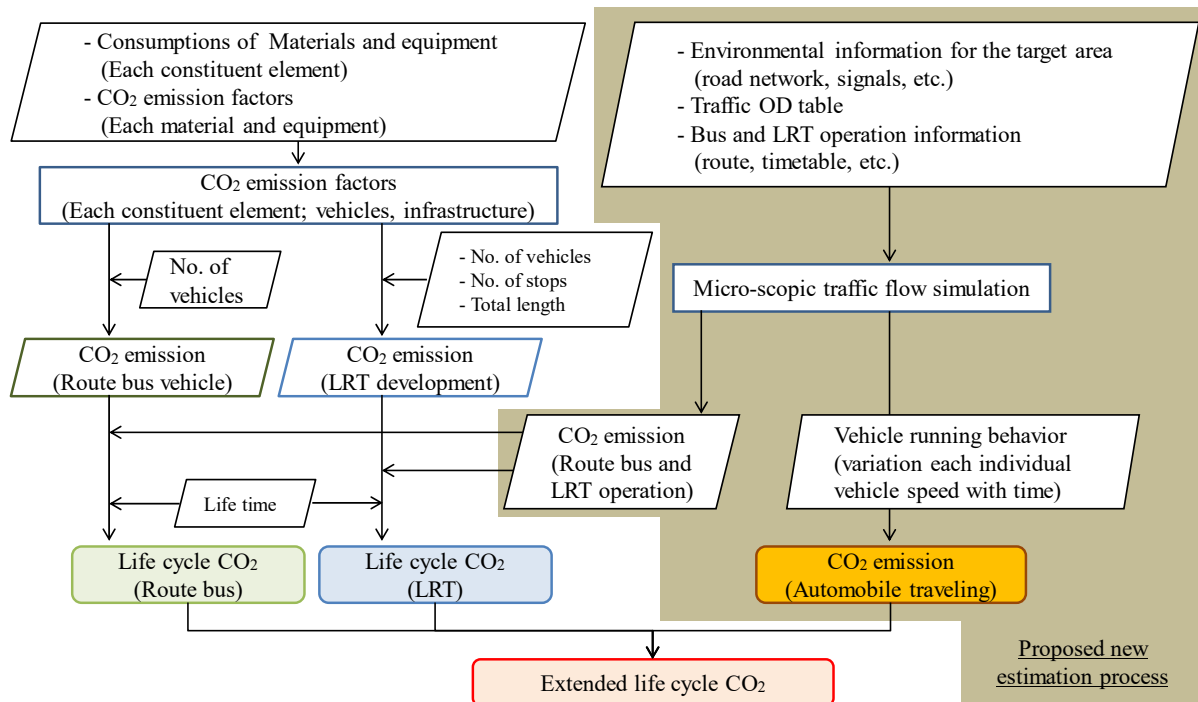 - Consumptions of Materials and equipment
(Each constituent element)
- CO₂ emission factors
(Each material and equipment)
- Environmental information for the target area
(road network, signals, etc.)
- Traffic OD table
- Bus and LRT operation information
(route, timetable, etc.)
CO₂ emission factors
(Each constituent element; vehicles, infrastructure)
No. of
vehicles
- No. of vehicles
- No. of stops
- Total length
Micro-scopic traffic flow simulation
CO₂ emission
(Route bus vehicle)
CO₂ emission
(LRT development)
CO₂ emission
(Route bus and
LRT operation)
Vehicle running behavior
(variation each individual
vehicle speed with time)
Life time
Life cycle CO₂
(Route bus)
Life cycle CO₂
(LRT)
CO₂ emission
(Automobile traveling)
Extended life cycle CO₂
Proposed new
estimation process